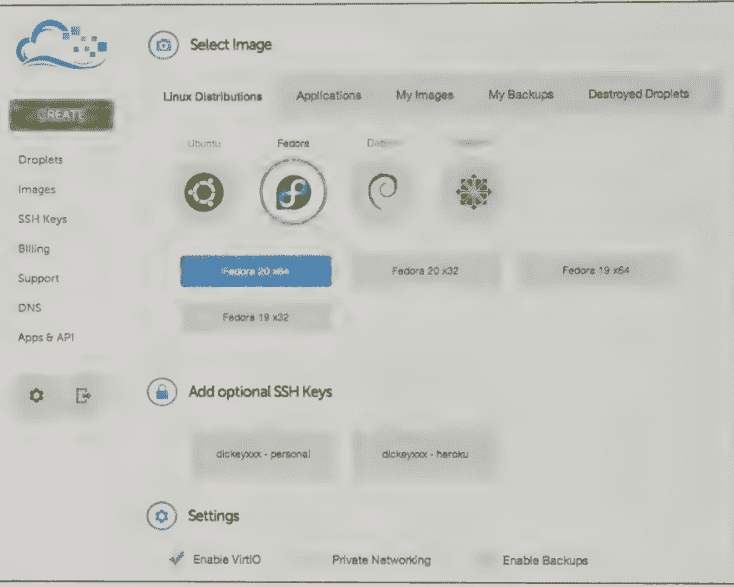 Select Image
Linux Distributions Applications My Images My Backups Destroyed Droplets
CREATE
Ubuntu Fedora
Droplets
Images
SSH Keys
Billing
Support
DNS
Apps & API
Fedora 20 x64 Fedora 20 x32 Fedora 19 x64
Fedora 19 x32
Add optional SSH Keys
dickeyxxx - personal dickeyxxx - heroku
Settings
Enable VirtIO Private Networking Enable Backups